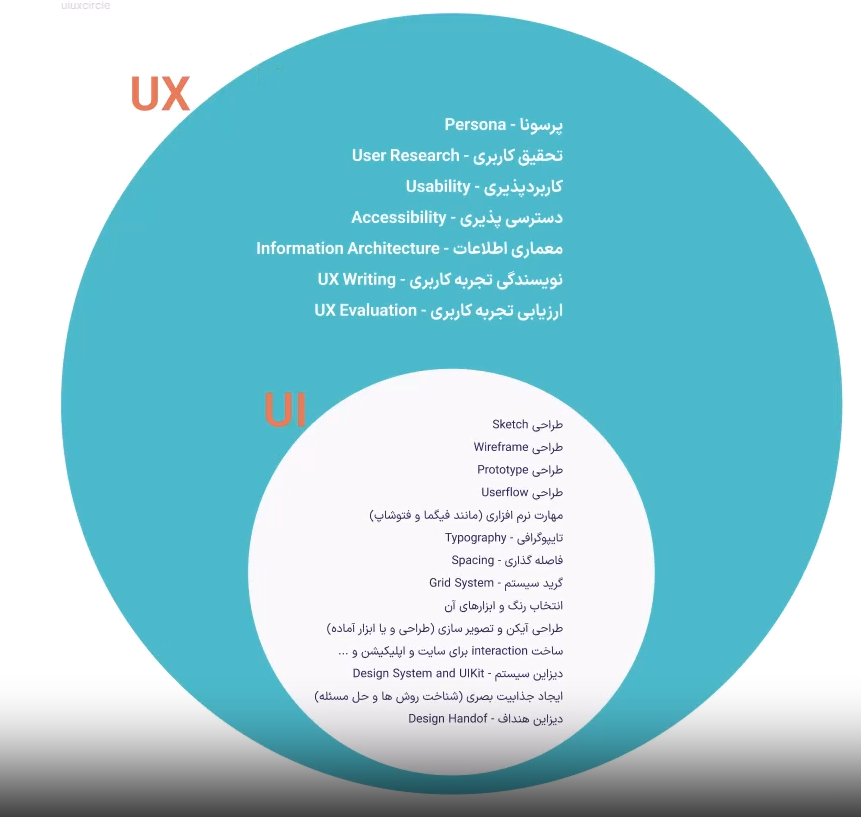 uiuxcircle
UX
پرسونا - Persona
تحقیق کاربری - User Research
کاربردپذیری - Usability
دسترسی پذیری - Accessibility
معماری اطلاعات - Information Architecture
نویسندگی تجربه کاربری - UX Writing
ارزیابی تجربه کاربری - UX Evaluation
UI
طراحی Sketch
طراحی Wireframe
طراحی Prototype
طراحی Userflow
مهارت نرم افزاری (مانند فیگما و فتوشاپ)
تایپوگرافی - Typography
فاصله گذاری - Spacing
گرید سیستم - Grid System
انتخاب رنگ و ابزارهای آن
طراحی آیکن و تصویر سازی (طراحی و یا ابزار آماده)
ساخت interaction برای سایت و اپلیکیشن و ...
دیزاین سیستم - Design System and UIKit
ایجاد جذابیت بصری (شناخت روش ها و حل مسئله)
دیزاین هنداف - Design Handof